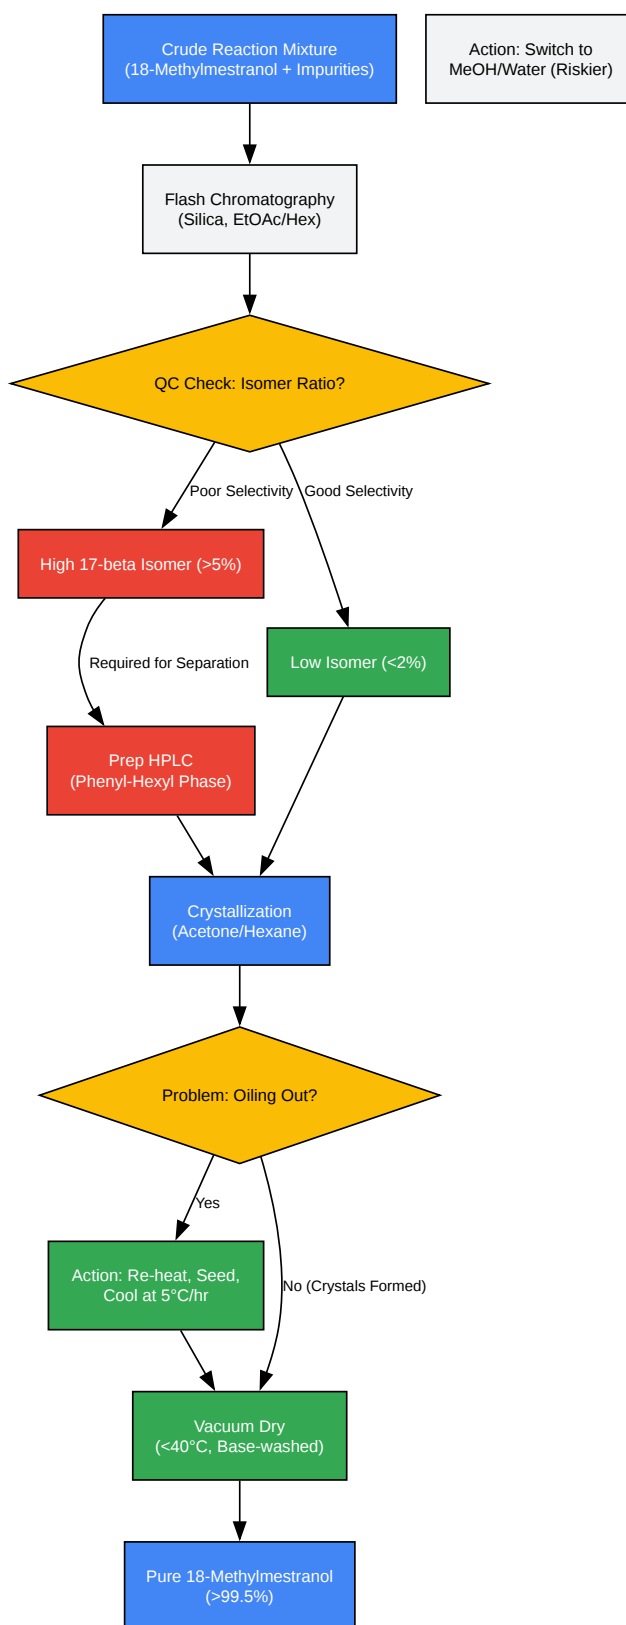 Crude Reaction Mixture
(18-Methylmestranol + Impurities)
Action: Switch to
MeOH/Water (Riskier)
Flash Chromatography
(Silica, EtOAc/Hex)
QC Check: Isomer Ratio?
Poor Selectivity
Good Selectivity
High 17-beta Isomer (>5%)
Required for Separation
Low Isomer (<2%)
Prep HPLC
(Phenyl-Hexyl Phase)
Crystallization
(Acetone/Hexane)
Problem: Oiling Out?
Yes
Action: Re-heat, Seed,
Cool at 5°C/hr
No (Crystals Formed)
Vacuum Dry
(<40°C, Base-washed)
Pure 18-Methylmestranol
(>99.5%)